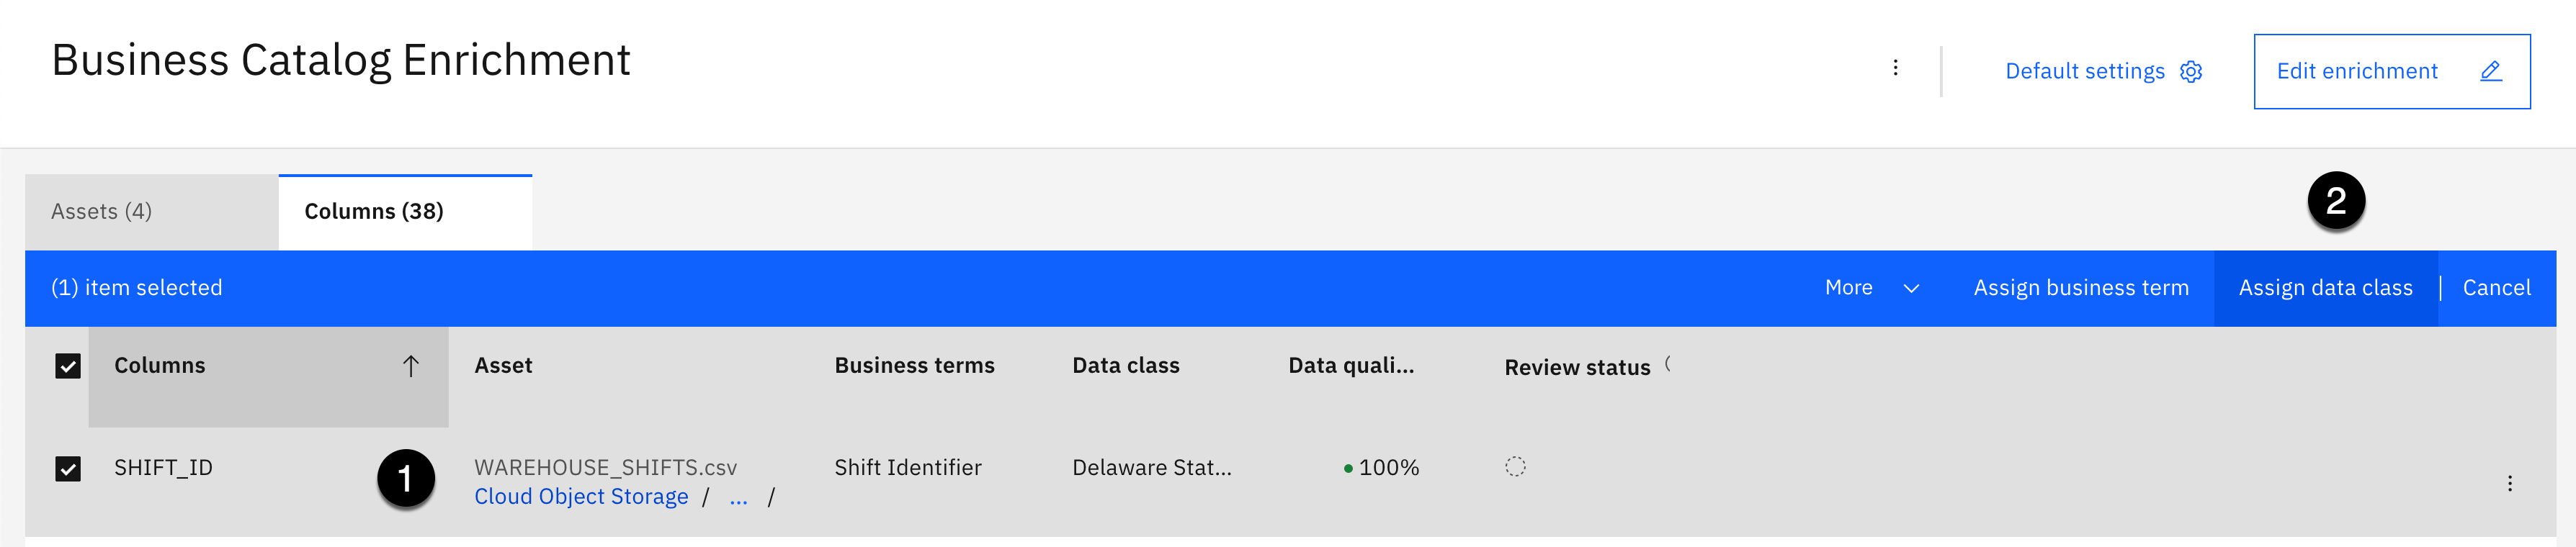 Business Catalog Enrichment
Default settings
Edit enrichment
Assets (4)
Columns (38)
2
(1) item selected
More
Assign business term
Assign data class
Cancel
Columns
Asset
Business terms
Data class
Data quali...
Review status
SHIFT_ID
1
WAREHOUSE_SHIFTS.csv
Cloud Object Storage / ... /
Shift Identifier
Delaware Stat...
100%